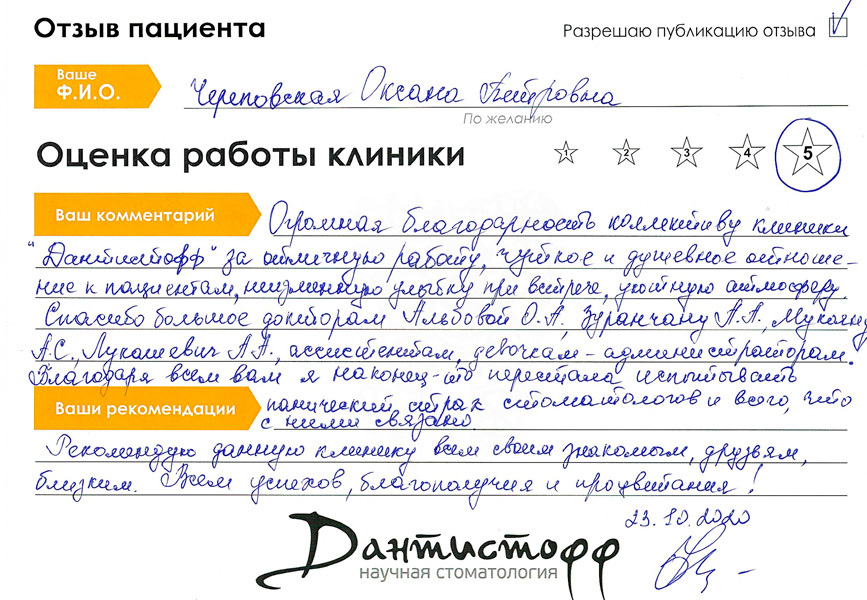 Отзыв пациента
Разрешаю публикацию отзыва
Ваше
Ф.И.О.
Череповская Оксана Петровна
По желанию
Оценка работы клиники
1 2 3 4 5
Ваш комментарий
Огромная благодарность коллективу клиники
"Дантистофф" за отличную работу, чуткое и душевное отноше-
ние к пациентам, неизменную улыбку при встрече, уютную атмосферу.
Спасибо большое докторам Альбовой О.А., Зуранчану А.А.,
А.С., Лукашевич А.А., ассистентам, девочкам-администраторам.
Благодаря всем вам я наконец-то перестала испытывать
Ваши рекомендации
панический страх стоматологов и всего, что
с ними связано.
Рекомендую данную клинику всем своим знакомым, друзьям,
близким. Всем успехов, благополучия и процветания!
23.10.2020
Дантистофф
научная стоматология